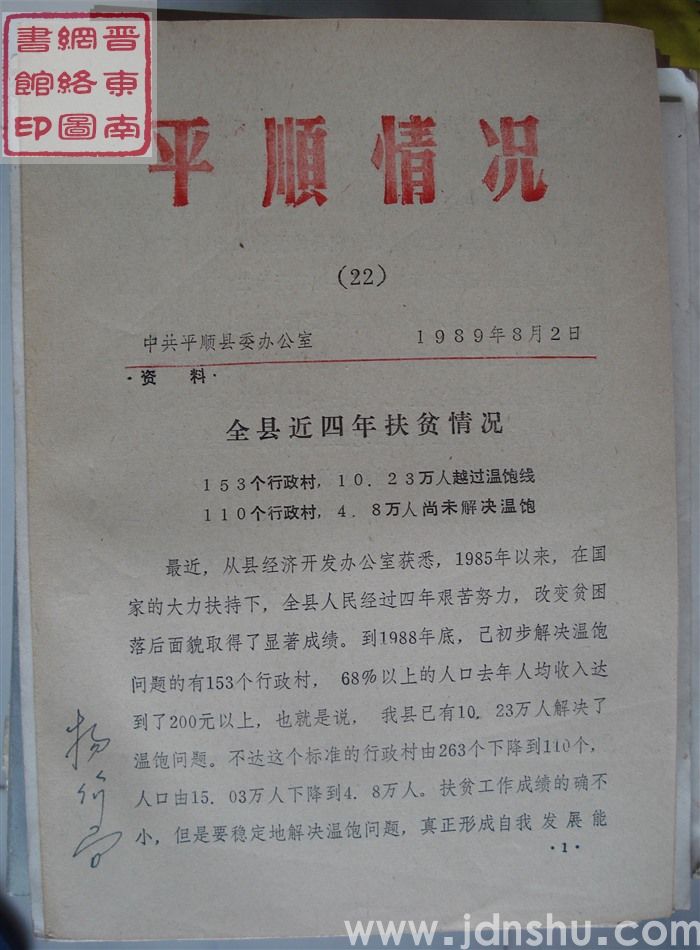 晋东南
网络图
书馆印
平顺情况
（22）
中共平顺县委办公室 1989年8月2日
·资 料·
全县近四年扶贫情况
153个行政村，10．23万人越过温饱线
110个行政村，4．8万人尚未解决温饱
最近，从县经济开发办公室获悉，1985年以来，在国
家的大力扶持下，全县人民经过四年艰苦努力，改变贫困
落后面貌取得了显著成绩。到1988年底，已初步解决温饱
问题的有153个行政村，68%以上的人口去年人均收入达
到了200元以上，也就是说，我县已有10．23万人解决了
温饱问题。不达这个标准的行政村由263个下降到110个，
人口由15．03万人下降到4．8万人。扶贫工作成绩的确不
小，但是要稳定地解决温饱问题，真正形成自我发展能
·1·
www.jdnshu.com